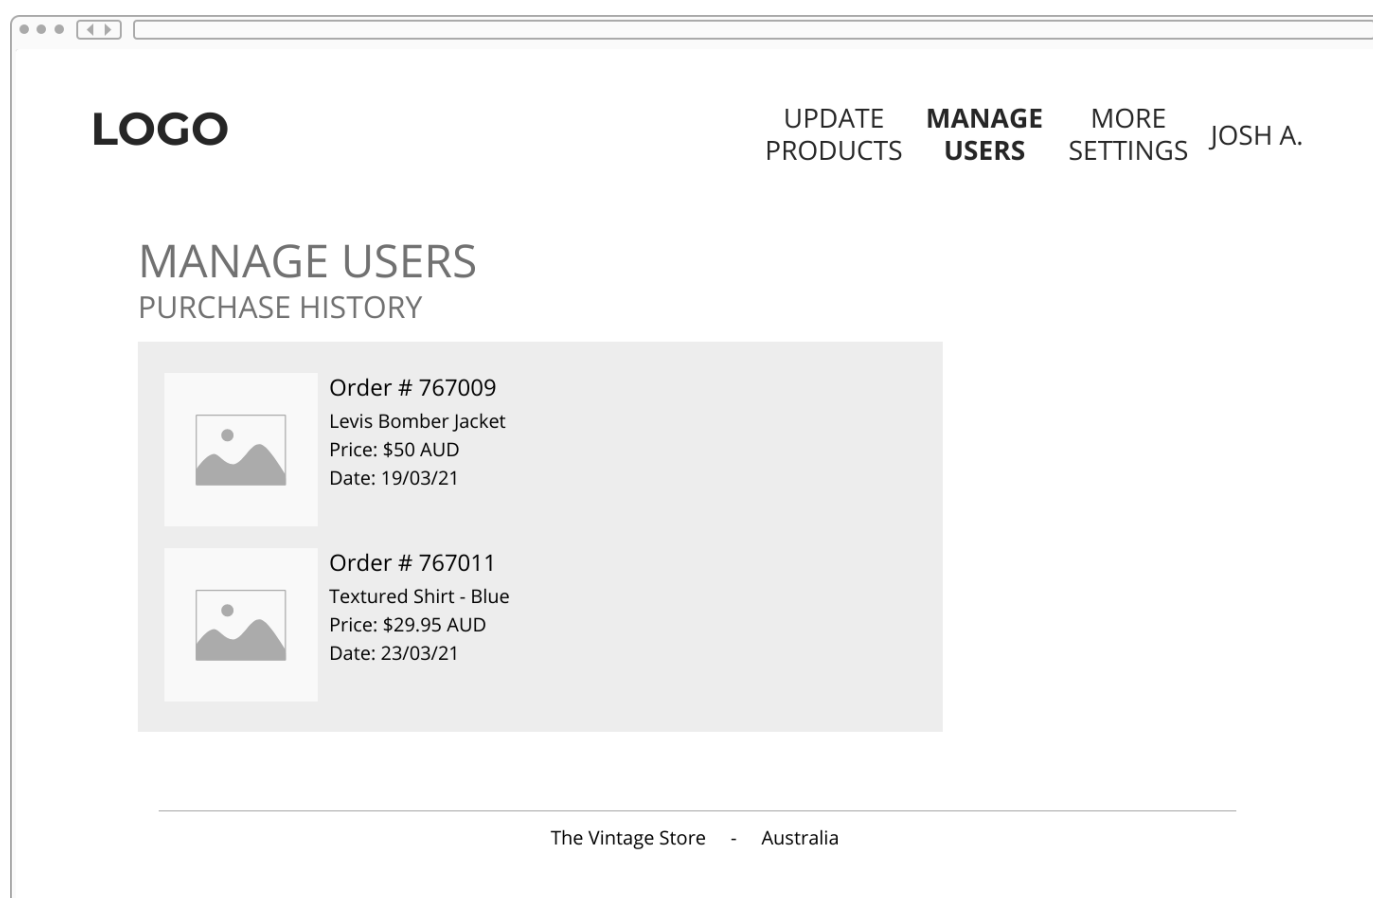 LOGO
UPDATE
PRODUCTS
MANAGE
USERS
MORE
SETTINGS
JOSH A.
MANAGE USERS
PURCHASE HISTORY
Order # 767009
Levis Bomber Jacket
Price: $50 AUD
Date: 19/03/21
Order # 767011
Textured Shirt - Blue
Price: $29.95 AUD
Date: 23/03/21
The Vintage Store - Australia